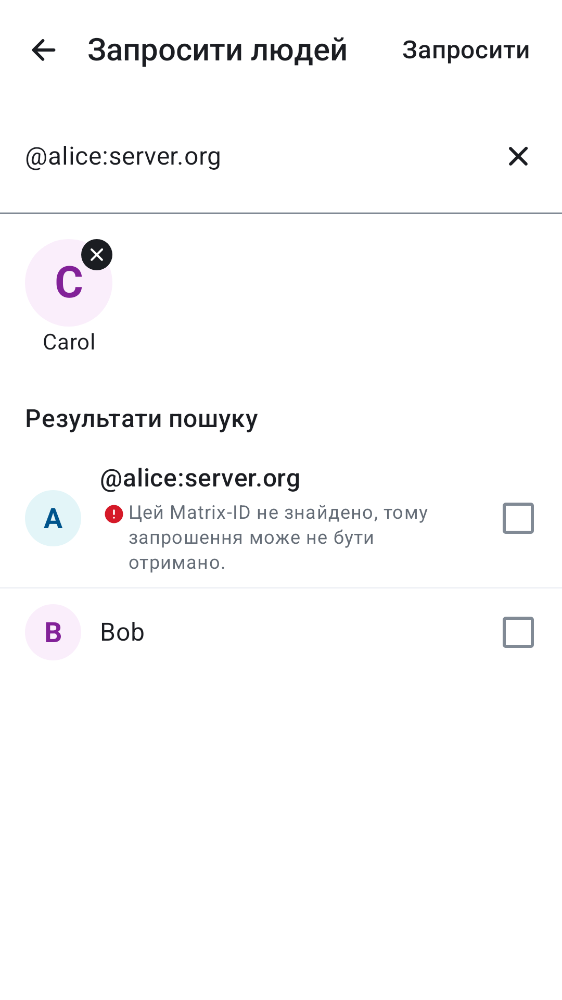 Запросити людей
Запросити
@alice:server.org
C
Carol
Результати пошуку
@alice:server.org
A
Цей Matrix-ID не знайдено, тому
запрошення може не бути
отримано.
B
Bob